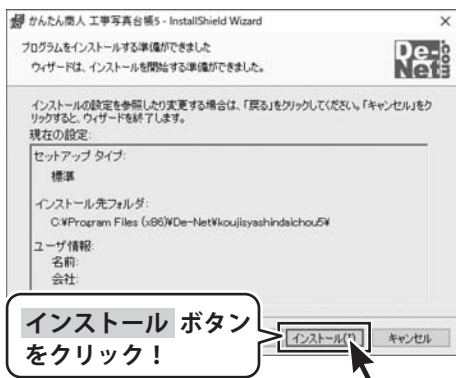 かんたん商人 工事写真台帳5 - InstallShield Wizard
プログラムをインストールする準備ができました
ウィザードは、インストールを開始する準備ができました。
De-Net.com
インストールの設定を参照したり変更する場合は、「戻る」をクリックしてください。「キャンセル」をク
リックすると、ウィザードを終了します。
現在の設定:
セットアップ タイプ:
標準
インストール先フォルダ:
C:¥Program Files (x86)¥De-Net¥koujisyashindaichou5¥
ユーザ情報:
名前:
会社:
インストール ボタン
をクリック！
インストール(I)
キャンセル